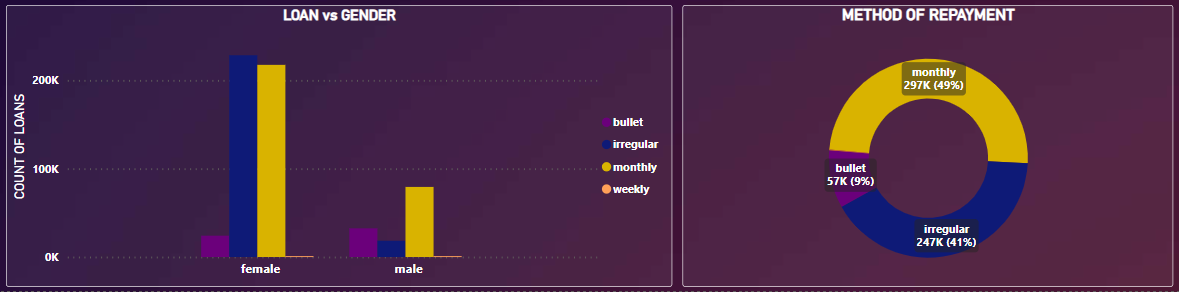 LOAN vs GENDER
COUNT OF LOANS
200K
100K
0K
female
male
bullet
irregular
monthly
weekly
METHOD OF REPAYMENT
monthly
297K (49%)
bullet
57K (9%)
irregular
247K (41%)